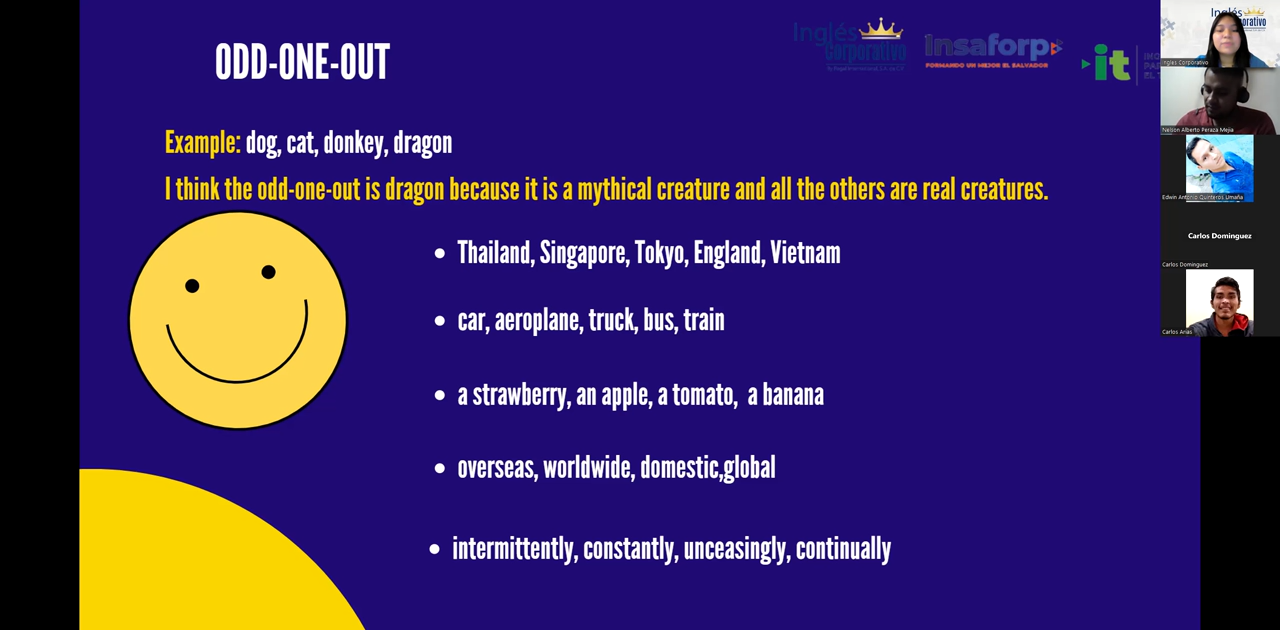 ODD-ONE-OUT
Inglés
Corporativo
Insaforp
FORMANDO UN MEJOR EL SALVADOR
it
Example: dog, cat, donkey, dragon
I think the odd-one-out is dragon because it is a mythical creature and all the others are real creatures.
Thailand, Singapore, Tokyo, England, Vietnam
car, aeroplane, truck, bus, train
a strawberry, an apple, a tomato, a banana
overseas, worldwide, domestic,global
intermittently, constantly, unceasingly, continually
Inglés Corporativo
Nelson Alberto Peraza Mejia
Edwin Antonio Quinteros Umaña
Carlos Dominguez
Carlos Dominguez
Carlos Arias